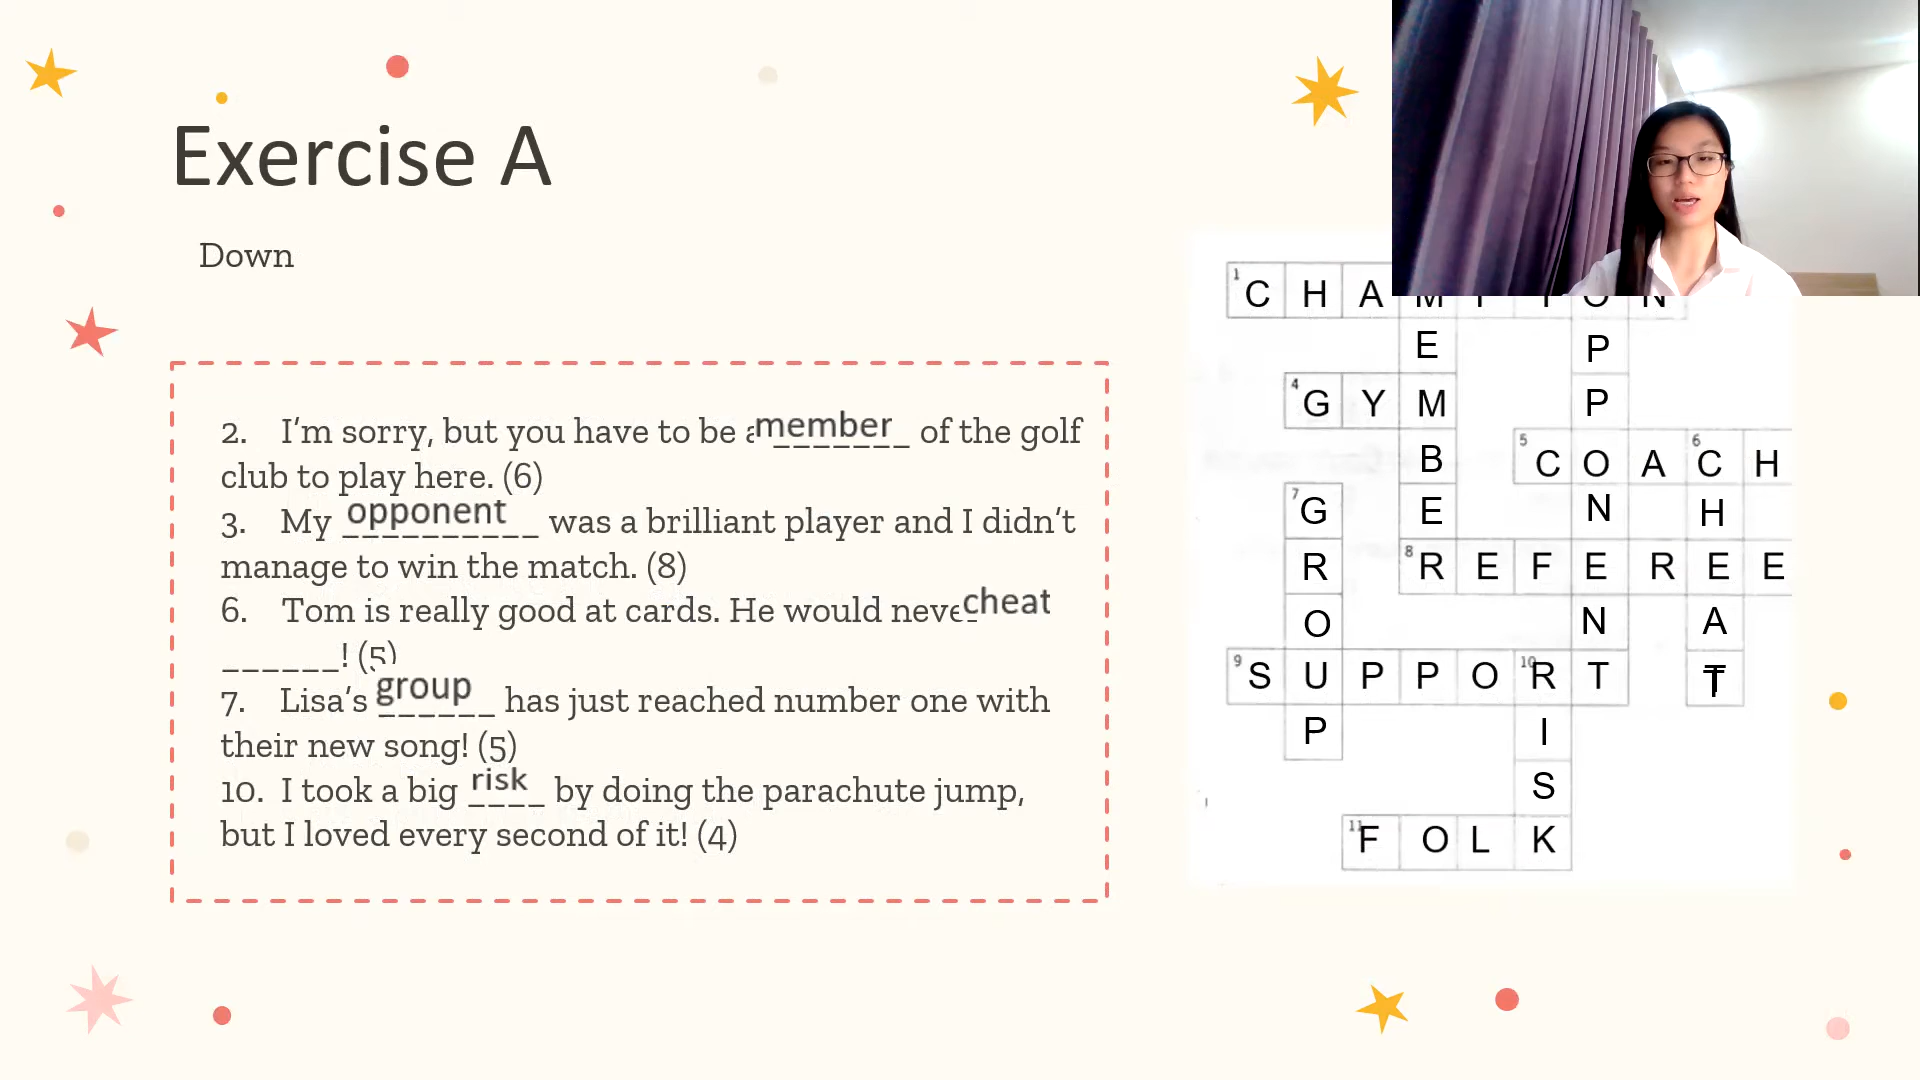 Exercise A
Down
2. I'm sorry, but you have to be a member of the golf
club to play here. (6)
3. My opponent was a brilliant player and I didn't
manage to win the match. (8)
6. Tom is really good at cards. He would neve cheat
______! (5)
7. Lisa's group has just reached number one with
their new song! (5)
10. I took a big risk by doing the parachute jump,
but I loved every second of it! (4)
1 C H A M P I O N
E P
4 G Y M P
B 5 C O A 6 C H
7 G E N H
R 8 R E F E R E E
O N A
9 S U P P O 10 R T T
P I
S
11 F O L K